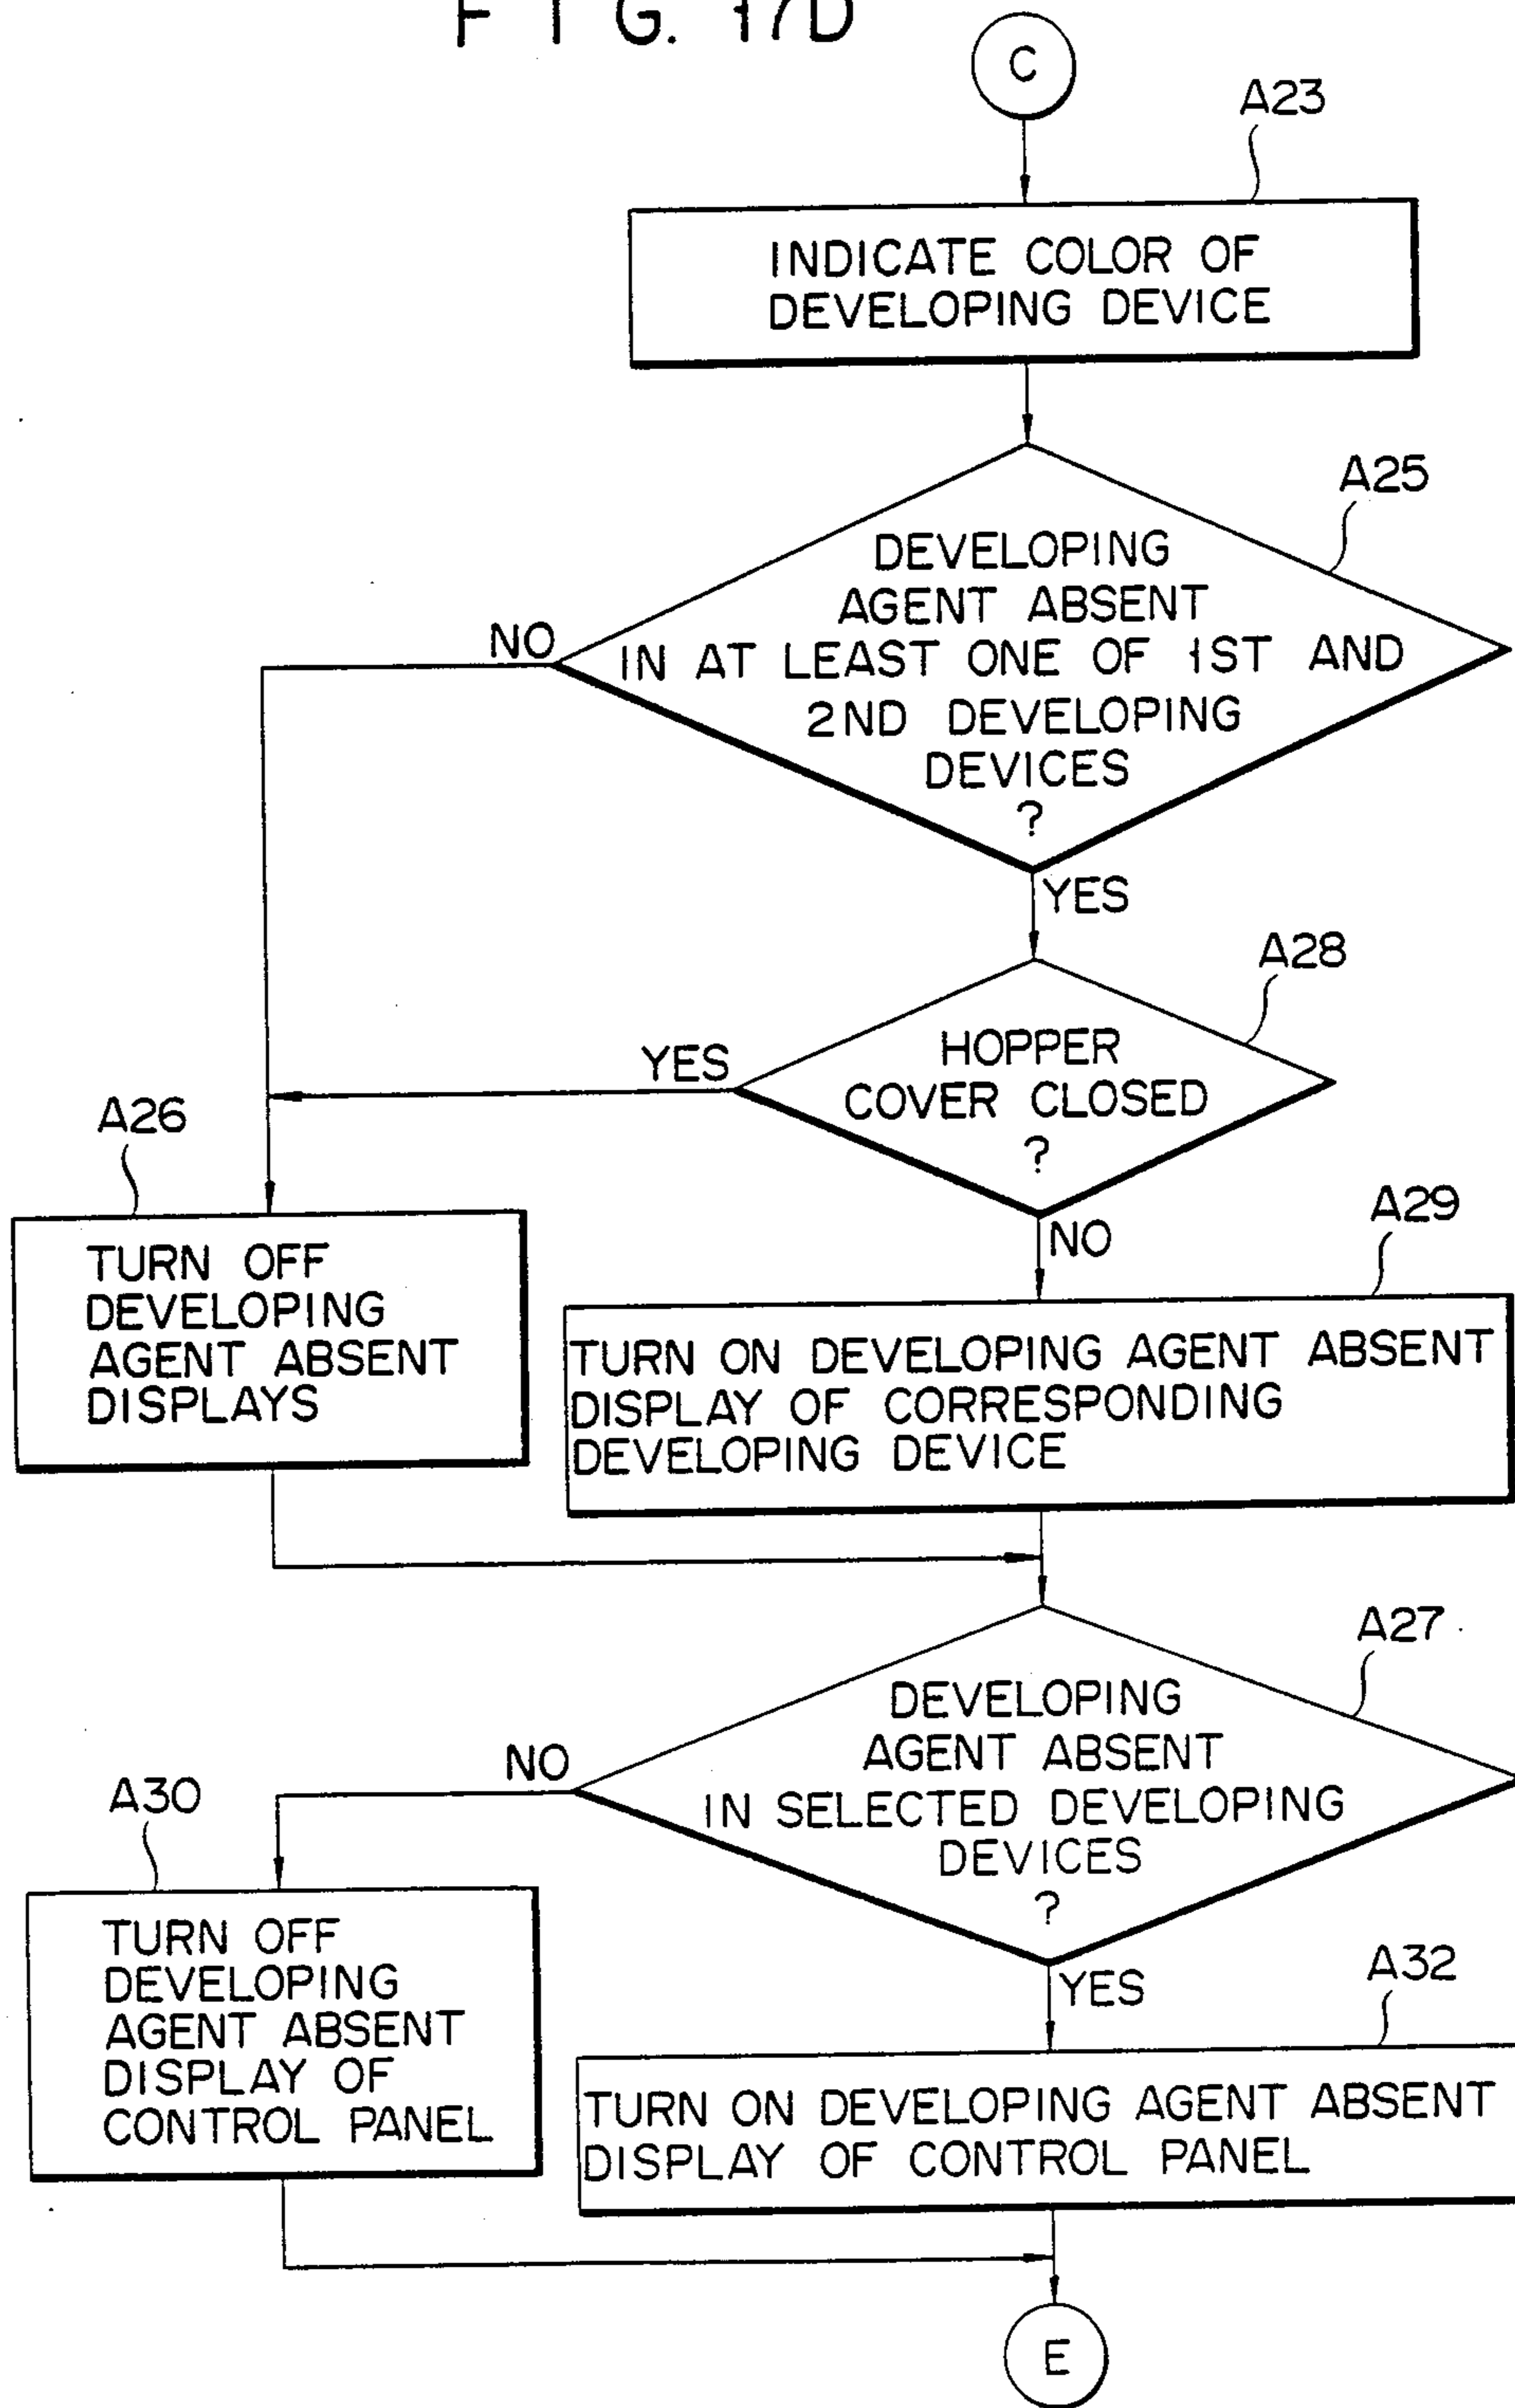 FIG. 17D
C
A23
INDICATE COLOR OF
DEVELOPING DEVICE
A25
DEVELOPING
AGENT ABSENT
IN AT LEAST ONE OF 1ST AND
2ND DEVELOPING
DEVICES
?
NO
YES
A28
HOPPER
COVER CLOSED
?
YES
NO
A26
TURN OFF
DEVELOPING
AGENT ABSENT
DISPLAYS
A29
TURN ON DEVELOPING AGENT ABSENT
DISPLAY OF CORRESPONDING
DEVELOPING DEVICE
A27
DEVELOPING
AGENT ABSENT
IN SELECTED DEVELOPING
DEVICES
?
NO
YES
A30
TURN OFF
DEVELOPING
AGENT ABSENT
DISPLAY OF
CONTROL PANEL
A32
TURN ON DEVELOPING AGENT ABSENT
DISPLAY OF CONTROL PANEL
E